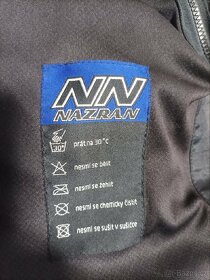 NN
NAZRAN
30°
prát na 30°C
nesmí se bělit
nesmí se žehlit
nesmí se chemicky čistit
nesmí se sušit v sušičce